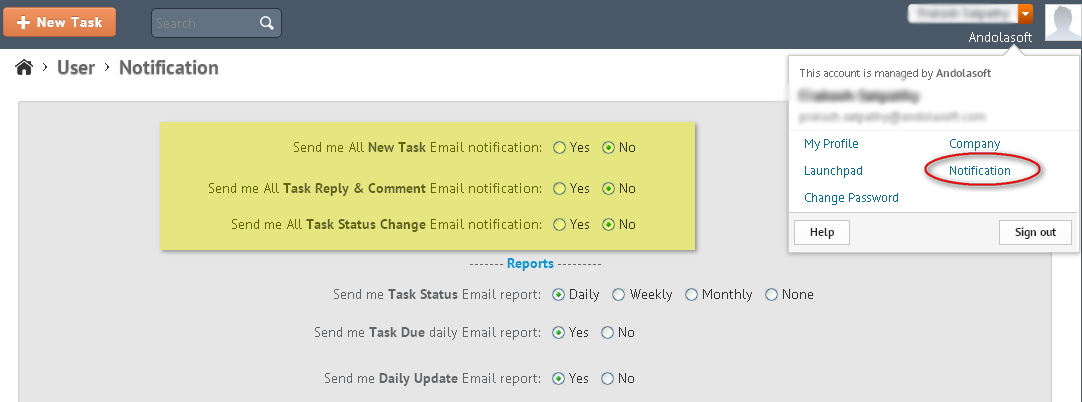 + New Task
Search
Andolasoft
User > Notification
This account is managed by Andolasoft
My Profile
Company
Launchpad
Notification
Change Password
Help
Sign out
Send me All New Task Email notification: Yes No
Send me All Task Reply & Comment Email notification: Yes No
Send me All Task Status Change Email notification: Yes No
------- Reports ---------
Send me Task Status Email report: Daily Weekly Monthly None
Send me Task Due daily Email report: Yes No
Send me Daily Update Email report: Yes No